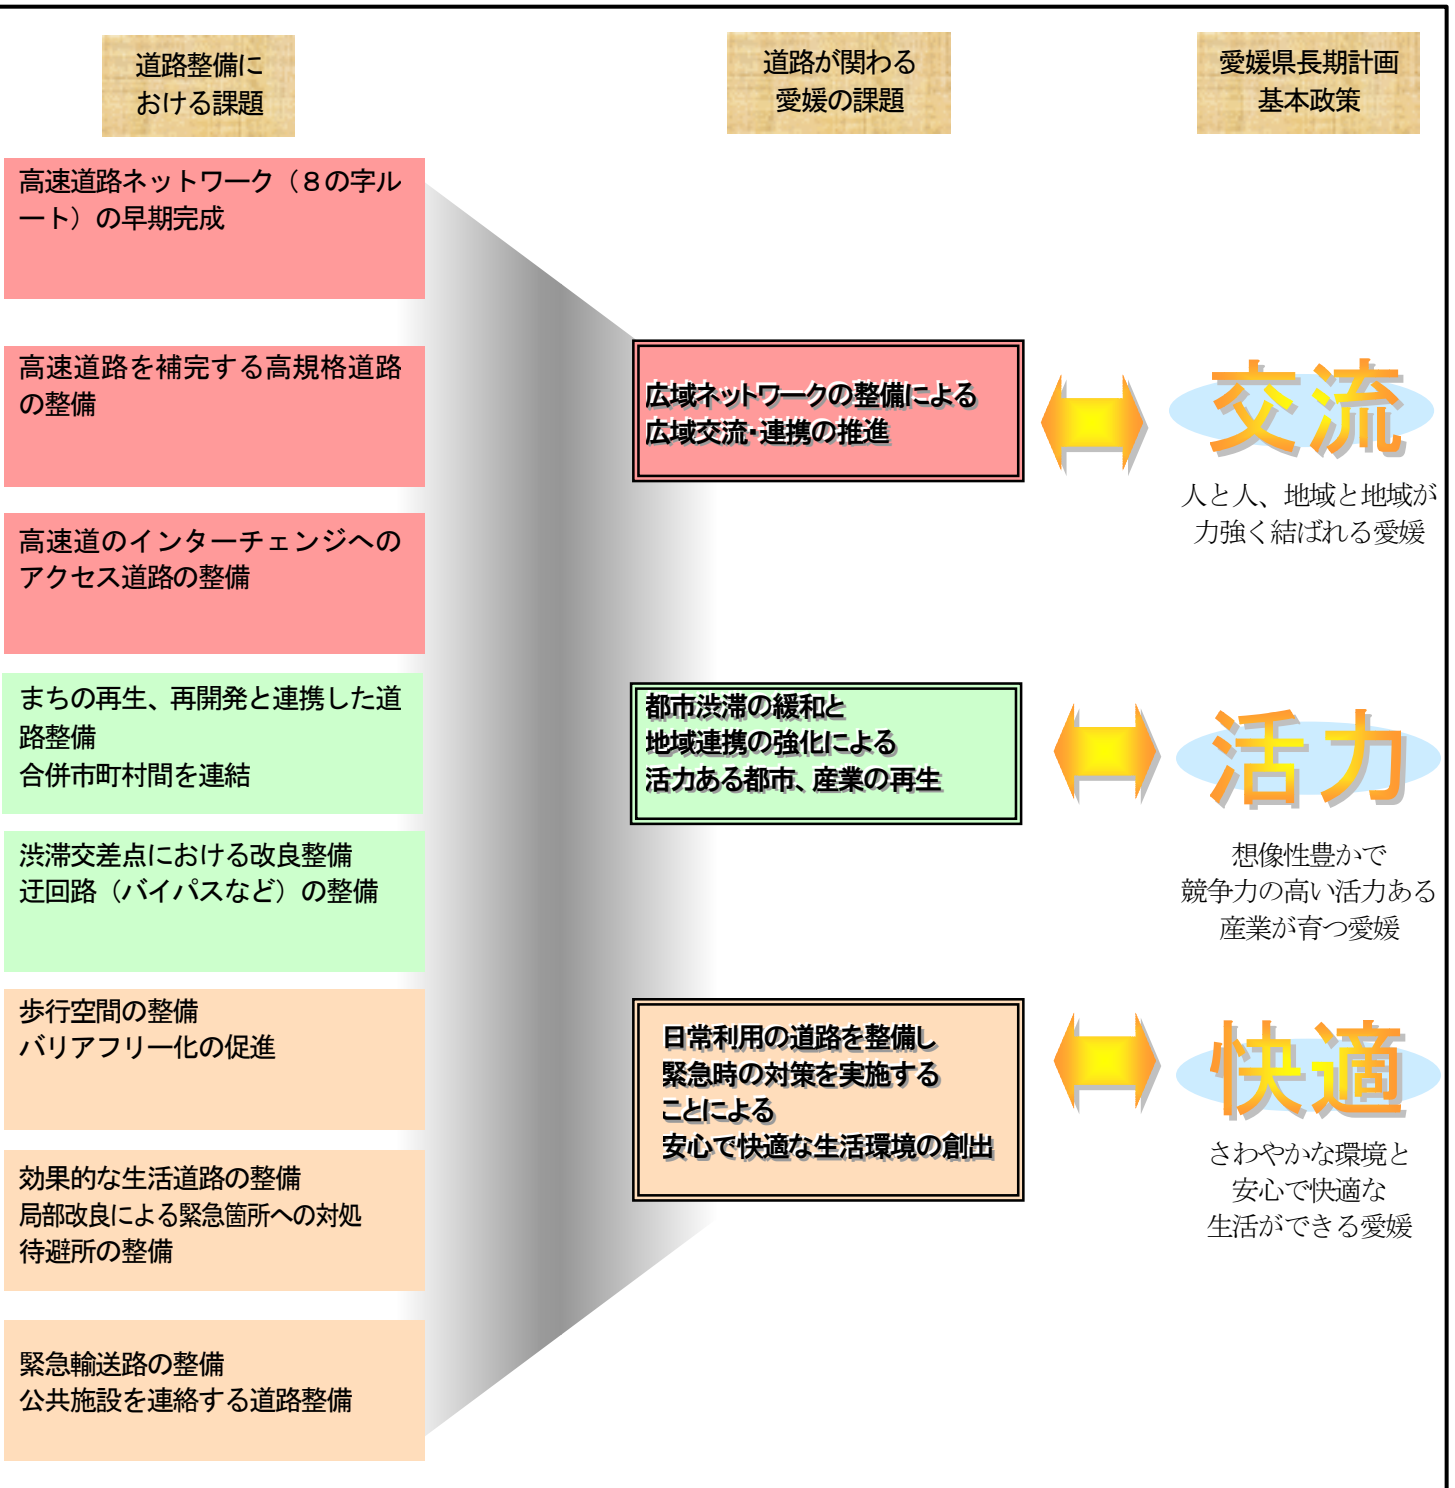 道路整備に
おける課題
道路が関わる
愛媛の課題
愛媛県長期計画
基本政策
高速道路ネットワーク（８の字ル
ート）の早期完成
高速道路を補完する高規格道路
の整備
高速道のインターチェンジへの
アクセス道路の整備
まちの再生、再開発と連携した道
路整備
合併市町村間を連結
渋滞交差点における改良整備
迂回路（バイパスなど）の整備
歩行空間の整備
バリアフリー化の促進
効果的な生活道路の整備
局部改良による緊急箇所への対処
待避所の整備
緊急輸送路の整備
公共施設を連絡する道路整備
広域ネットワークの整備による
広域交流・連携の推進
都市渋滞の緩和と
地域連携の強化による
活力ある都市、産業の再生
日常利用の道路を整備し
緊急時の対策を実施する
ことによる
安心で快適な生活環境の創出
交流
人と人、地域と地域が
力強く結ばれる愛媛
活力
想像性豊かで
競争力の高い活力ある
産業が育つ愛媛
快適
さわやかな環境と
安心で快適な
生活ができる愛媛